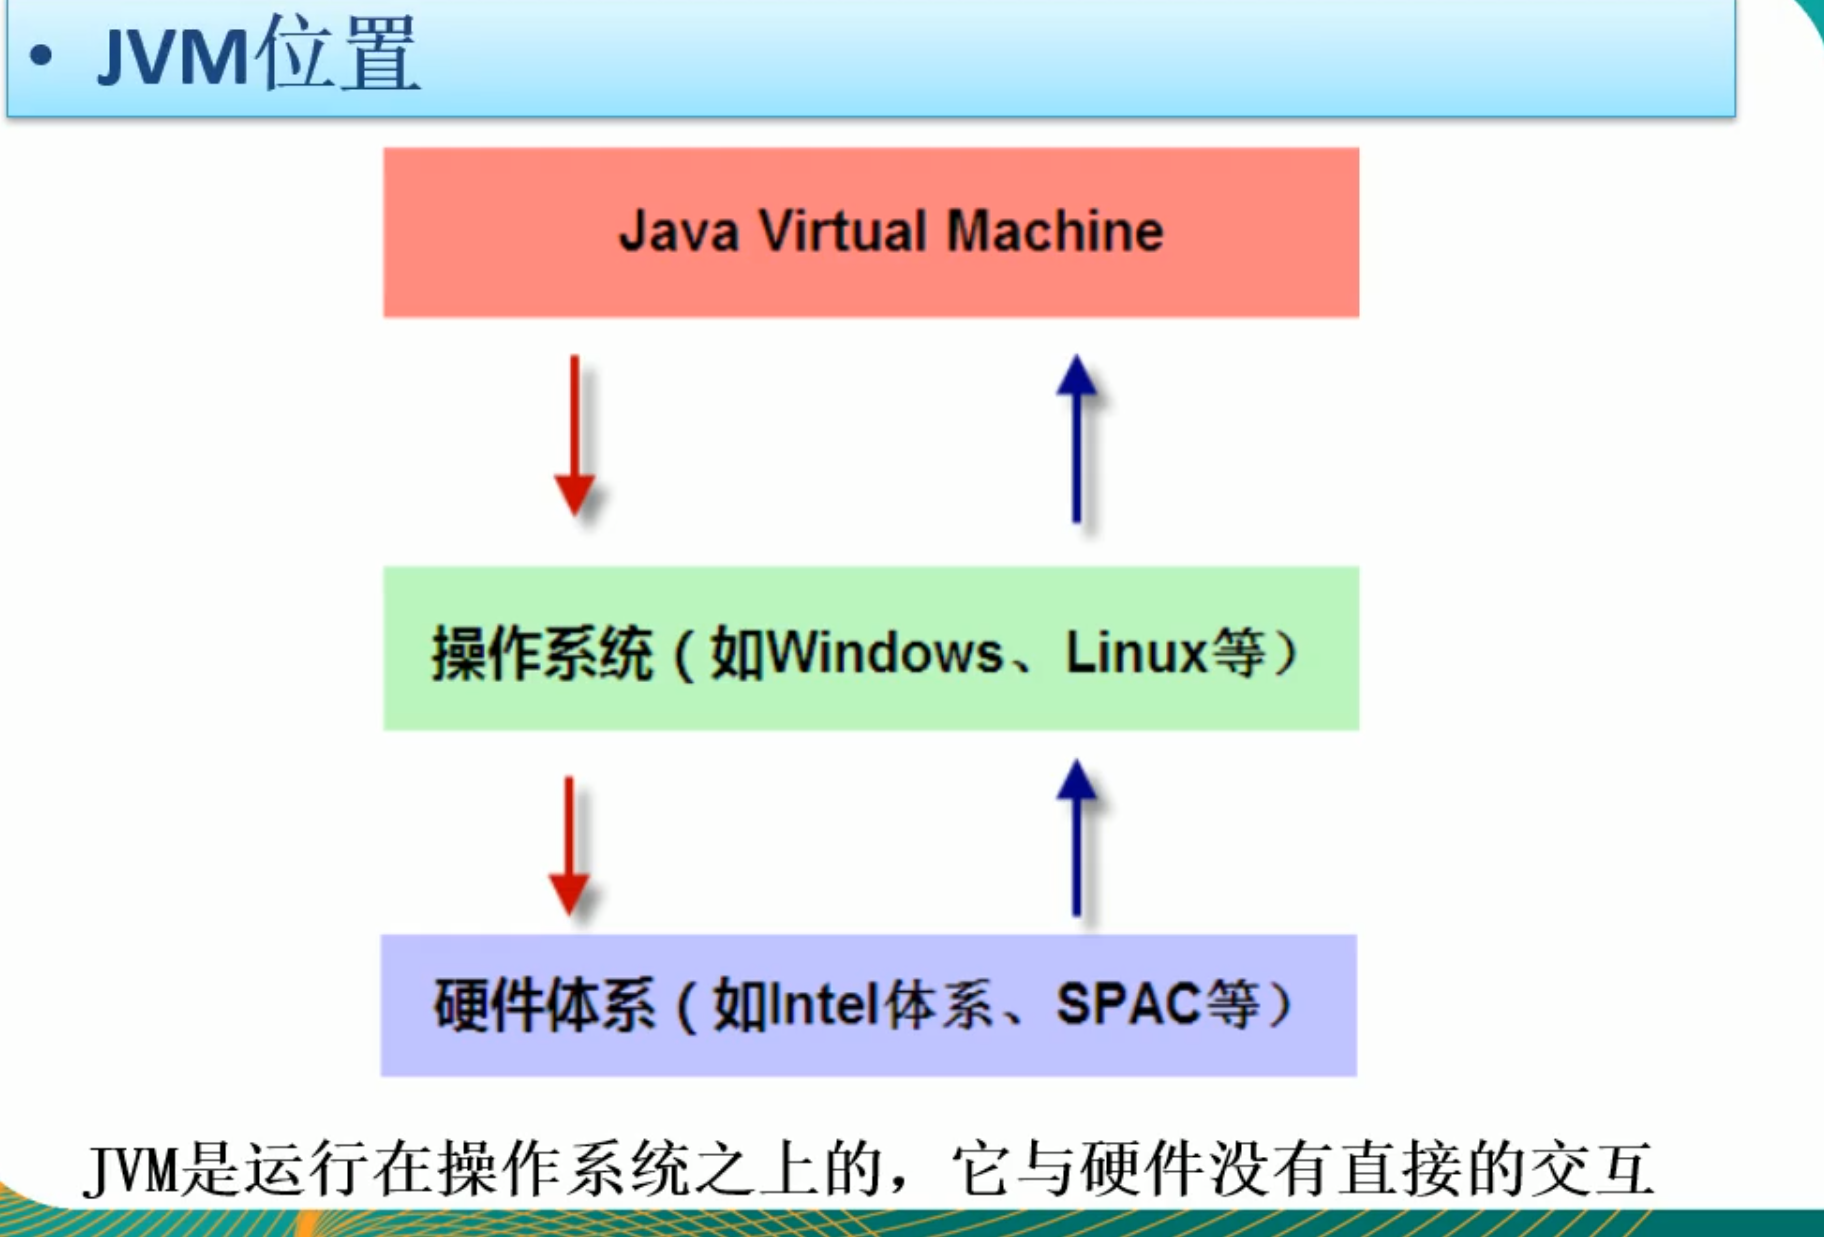 • JVM位置
Java Virtual Machine
操作系统（如Windows、Linux等）
硬件体系（如Intel体系、SPAC等）
JVM是运行在操作系统之上的，它与硬件没有直接的交互